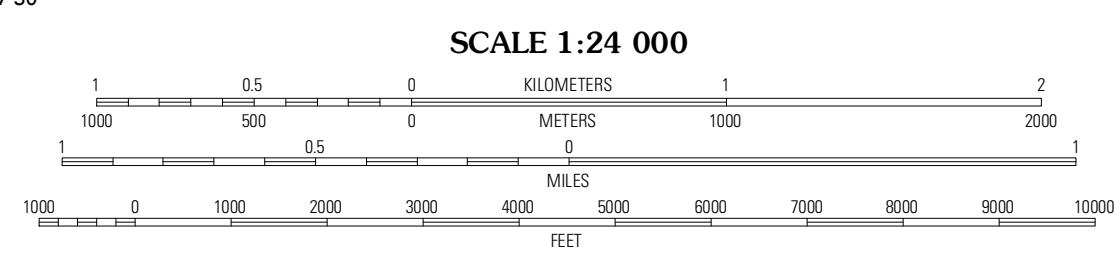 SCALE 1:24 000
1 0.5 0 KILOMETERS 1 2
1000 500 0 METERS 1000 2000
1 0.5 0 1
MILES
1000 0 1000 2000 3000 4000 5000 6000 7000 8000 9000 10000
FEET